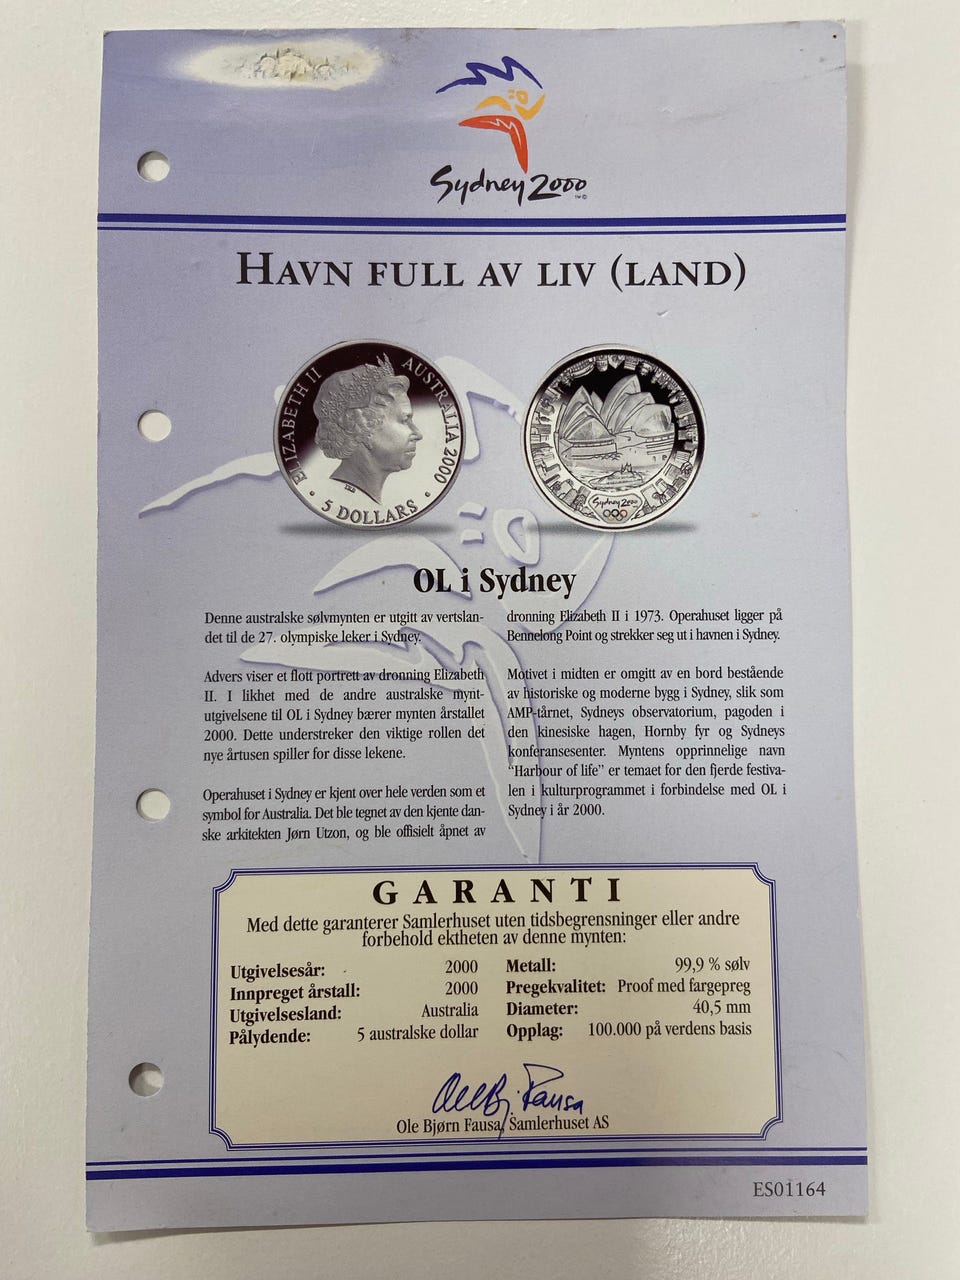 Sydney 2000 ™©
HAVN FULL AV LIV (LAND)
ELIZABETH II AUSTRALIA 2000
5 DOLLARS
Sydney 2000
OL i Sydney
Denne australske sølvmynten er utgitt av vertslan-
det til de 27. olympiske leker i Sydney.
Advers viser et flott portrett av dronning Elizabeth
II. I likhet med de andre australske mynt-
utgivelsene til OL i Sydney bærer mynten årstallet
2000. Dette understreker den viktige rollen det
nye årtusen spiller for disse lekene.
Operahuset i Sydney er kjent over hele verden som et
symbol for Australia. Det ble tegnet av den kjente dan-
ske arkitekten Jørn Utzon, og ble offisielt åpnet av
dronning Elizabeth II i 1973. Operahuset ligger på
Bennelong Point og strekker seg ut i havnen i Sydney.
Motivet i midten er omgitt av en bord bestående
av historiske og moderne bygg i Sydney, slik som
AMP-tårnet, Sydneys observatorium, pagoden i
den kinesiske hagen, Hornby fyr og Sydneys
konferansesenter. Myntens opprinnelige navn
“Harbour of life” er temaet for den fjerde festiva-
len i kulturprogrammet i forbindelse med OL i
Sydney i år 2000.
GARANTI
Med dette garanterer Samlerhuset uten tidsbegrensninger eller andre
forbehold ektheten av denne mynten:
Utgivelsesår: 2000
Innpreget årstall: 2000
Utgivelsesland: Australia
Pålydende: 5 australske dollar
Metall: 99,9 % sølv
Pregekvalitet: Proof med fargepreg
Diameter: 40,5 mm
Opplag: 100.000 på verdens basis
Ole Bj. Fausa
Ole Bjørn Fausa, Samlerhuset AS
ES01164